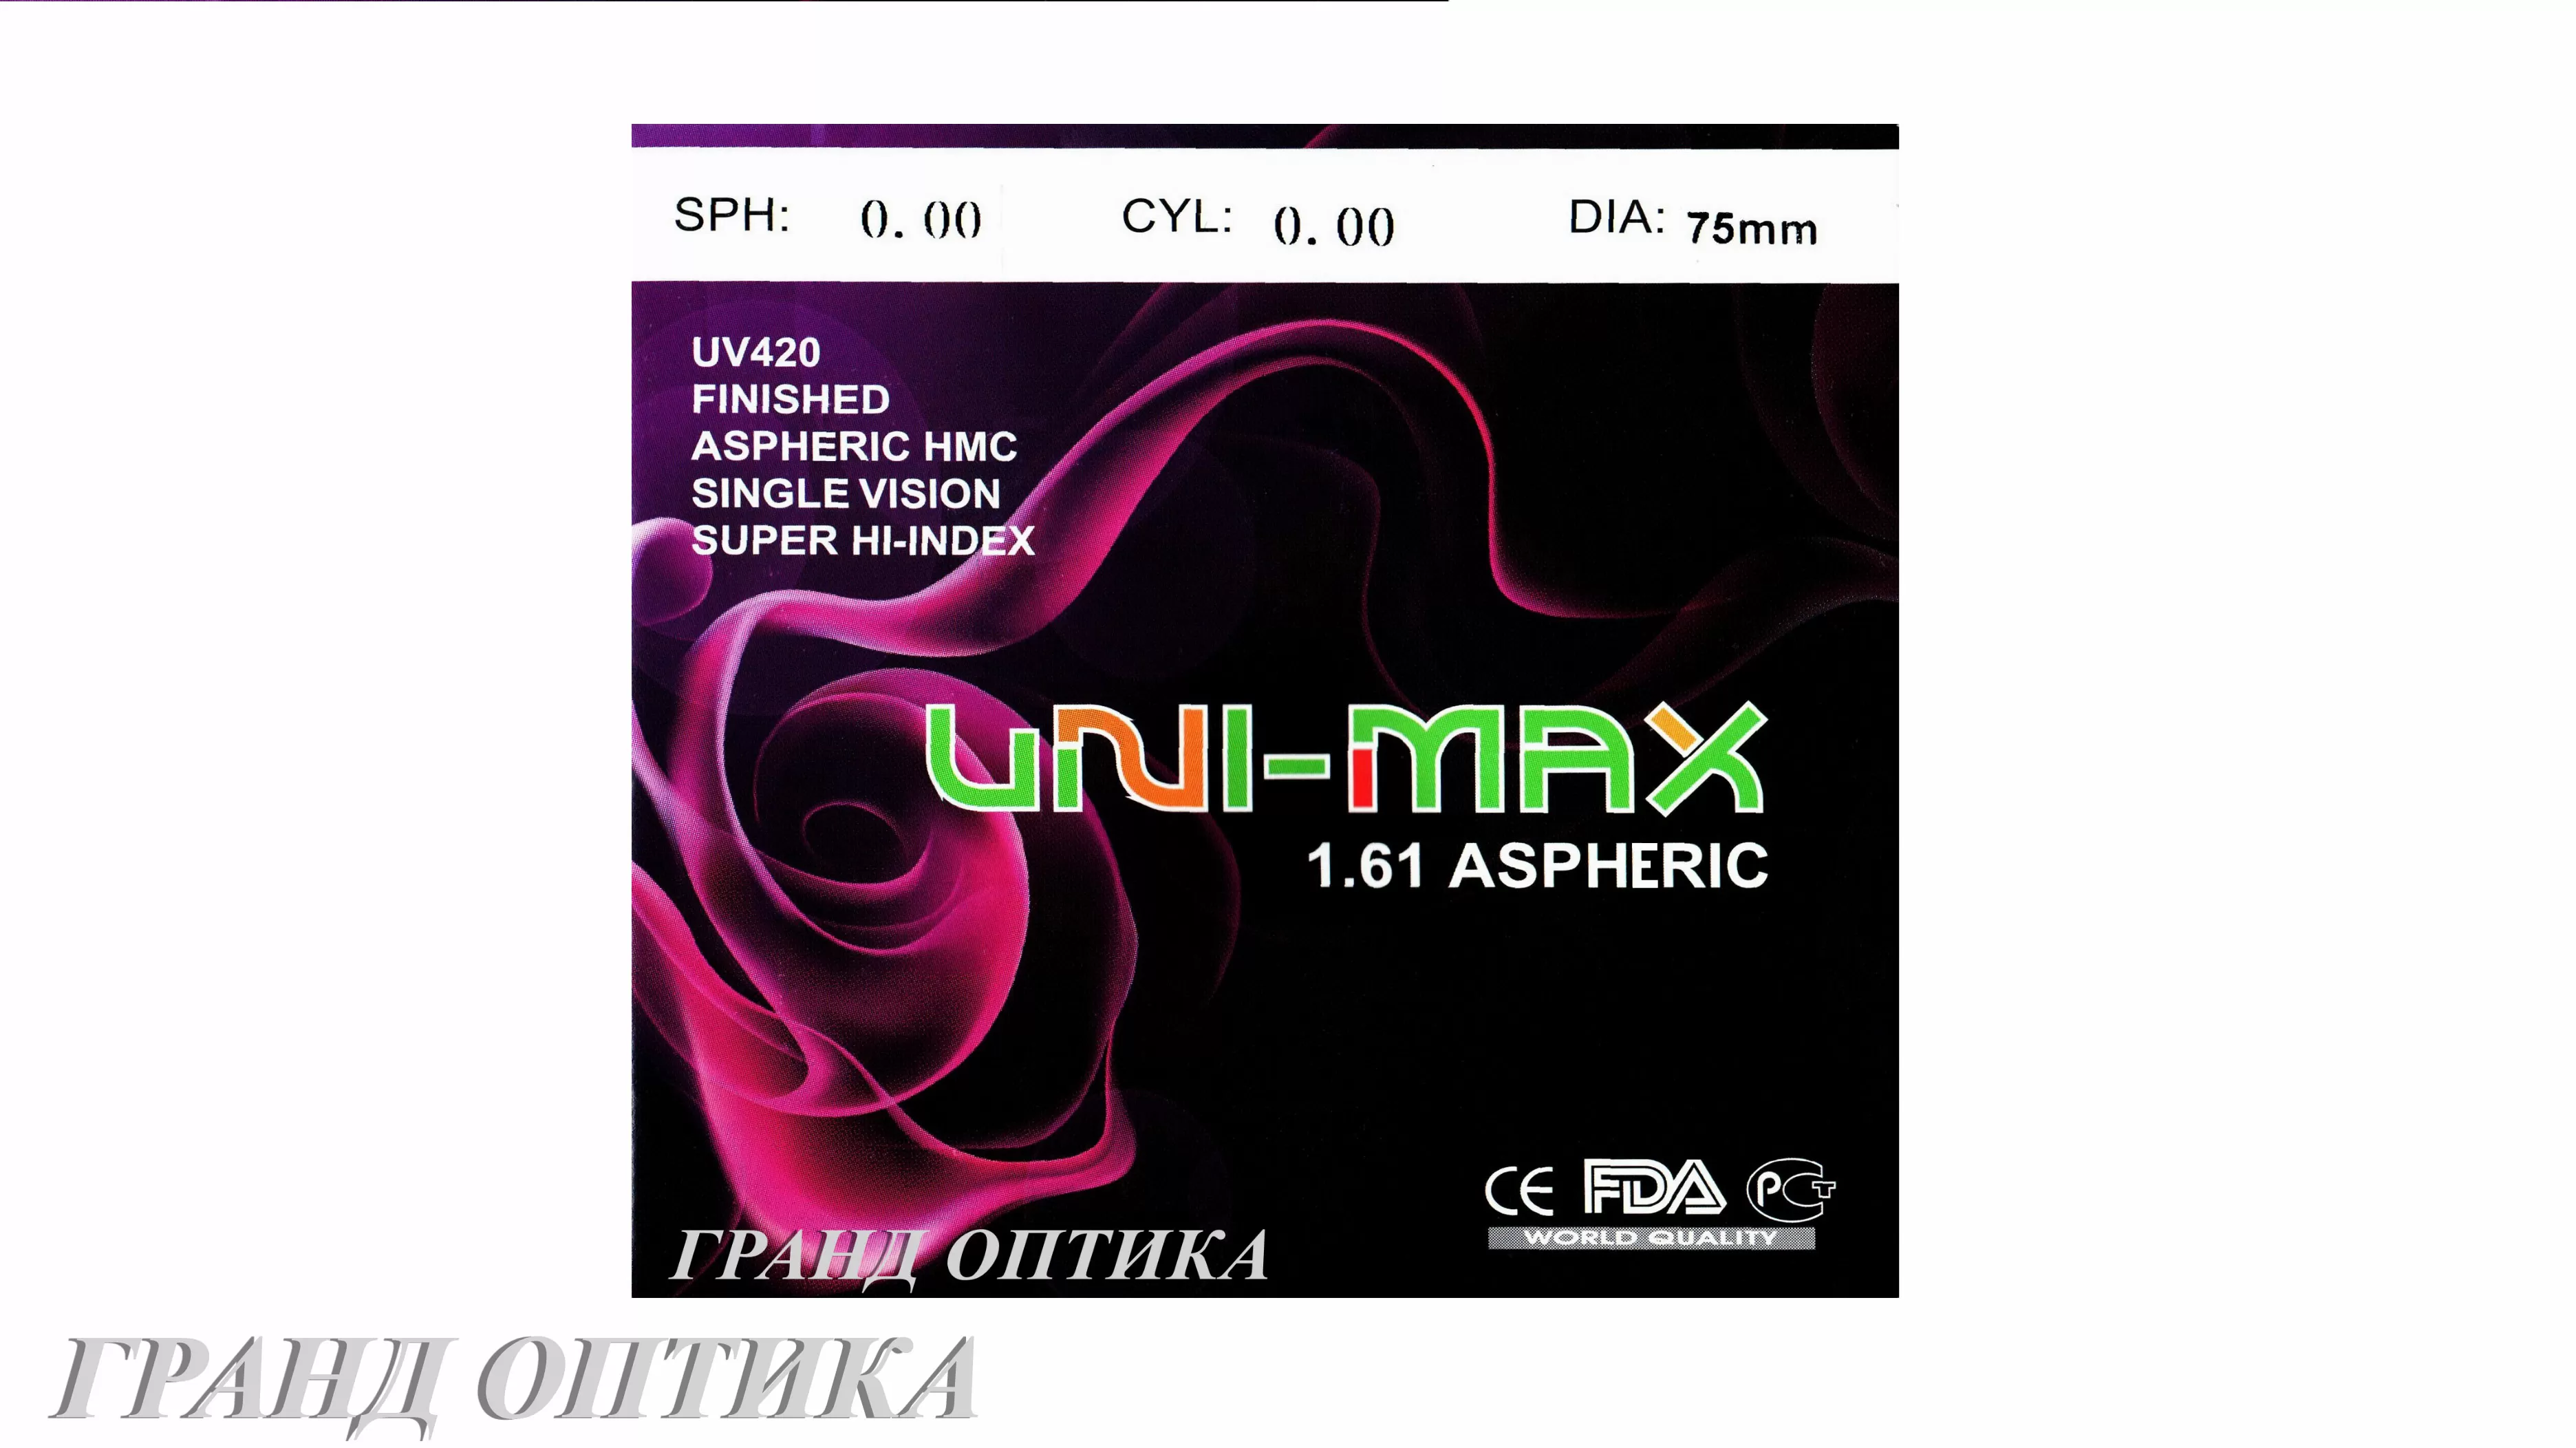 SPH: 0.00 CYL: 0.00 DIA: 75mm
UV420
FINISHED
ASPHERIC HMC
SINGLE VISION
SUPER HI-INDEX
UNI-MAX
1.61 ASPHERIC
CE FDA РСТ
WORLD QUALITY
ГРАНД ОПТИКА
ГРАНД ОПТИКА